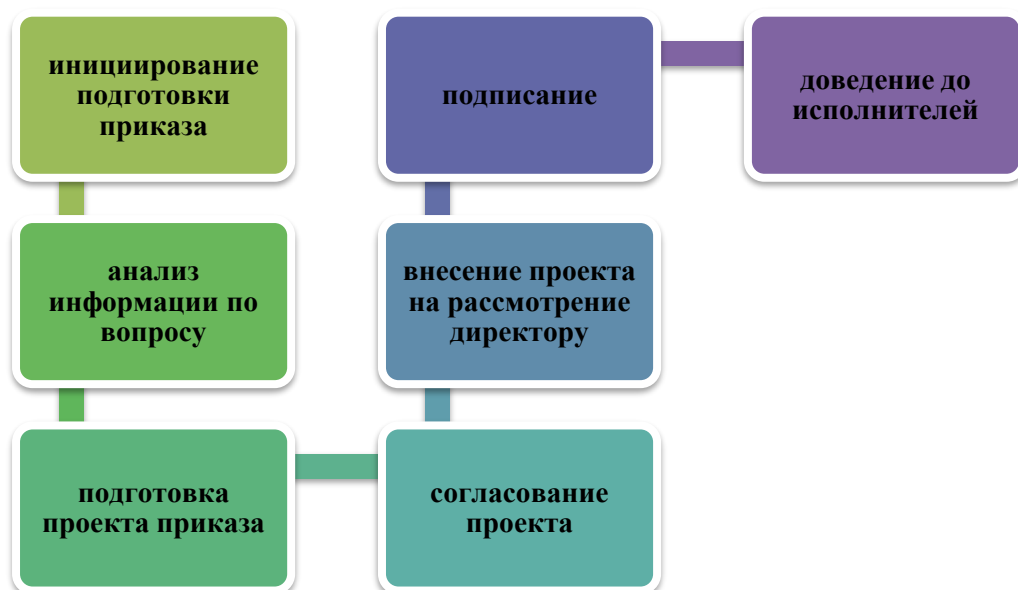 инициирование
подготовки
приказа
анализ
информации по
вопросу
подготовка
проекта приказа
согласование
проекта
внесение проекта
на рассмотрение
директору
подписание
доведение до
исполнителей